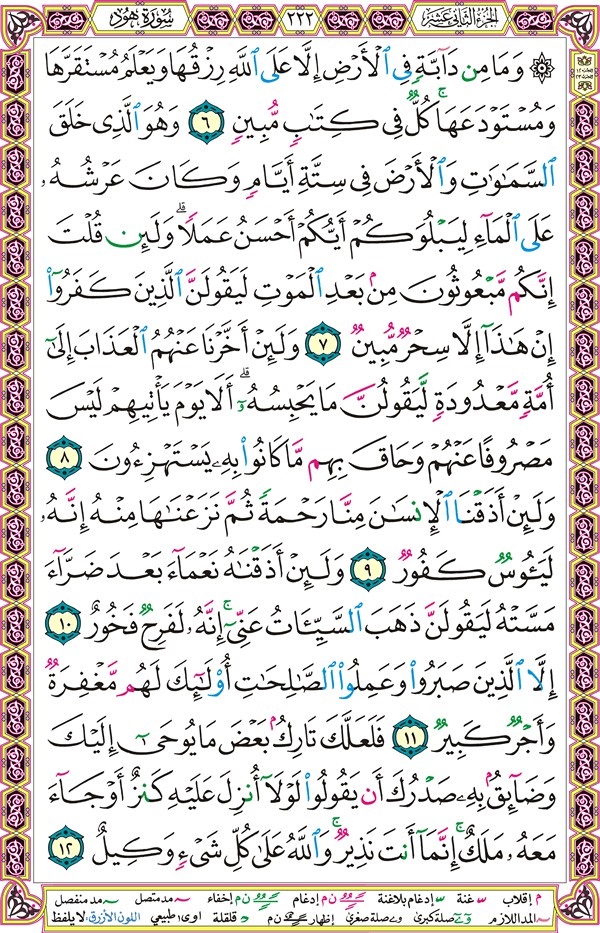 الجزء الثاني عشر ٢٢٢ سورة هود
۞ وَمَا مِن دَآبَّةٍ فِي ٱلْأَرْضِ إِلَّا عَلَى ٱللَّهِ رِزْقُهَا وَيَعْلَمُ مُسْتَقَرَّهَا
وَمُسْتَوْدَعَهَا ۚ كُلٌّ فِي كِتَٰبٍ مُّبِينٍ ٦ وَهُوَ ٱلَّذِي خَلَقَ
ٱلسَّمَٰوَٰتِ وَٱلْأَرْضَ فِي سِتَّةِ أَيَّامٍ وَكَانَ عَرْشُهُۥ
عَلَى ٱلْمَآءِ لِيَبْلُوَكُمْ أَيُّكُمْ أَحْسَنُ عَمَلًا ۗ وَلَئِن قُلْتَ
إِنَّكُم مَّبْعُوثُونَ مِنۢ بَعْدِ ٱلْمَوْتِ لَيَقُولَنَّ ٱلَّذِينَ كَفَرُوٓا۟
إِنْ هَٰذَآ إِلَّا سِحْرٌ مُّبِينٌ ٧ وَلَئِنْ أَخَّرْنَا عَنْهُمُ ٱلْعَذَابَ إِلَىٰٓ
أُمَّةٍ مَّعْدُودَةٍ لَّيَقُولُنَّ مَا يَحْبِسُهُۥٓ ۗ أَلَا يَوْمَ يَأْتِيهِمْ لَيْسَ
مَصْرُوفًا عَنْهُمْ وَحَاقَ بِهِم مَّا كَانُوا۟ بِهِۦ يَسْتَهْزِءُونَ ٨
وَلَئِنْ أَذَقْنَا ٱلْإِنسَٰنَ مِنَّا رَحْمَةً ثُمَّ نَزَعْنَٰهَا مِنْهُ إِنَّهُۥ
لَيَـُٔوسٌ كَفُورٌ ٩ وَلَئِنْ أَذَقْنَٰهُ نَعْمَآءَ بَعْدَ ضَرَّآءَ
مَسَّتْهُ لَيَقُولَنَّ ذَهَبَ ٱلسَّيِّـَٔاتُ عَنِّيٓ ۚ إِنَّهُۥ لَفَرِحٌ فَخُورٌ ١٠
إِلَّا ٱلَّذِينَ صَبَرُوا۟ وَعَمِلُوا۟ ٱلصَّٰلِحَٰتِ أُو۟لَٰٓئِكَ لَهُم مَّغْفِرَةٌ
وَأَجْرٌ كَبِيرٌ ١١ فَلَعَلَّكَ تَارِكٌۢ بَعْضَ مَا يُوحَىٰٓ إِلَيْكَ
وَضَآئِقٌۢ بِهِۦ صَدْرُكَ أَن يَقُولُوا۟ لَوْلَآ أُنزِلَ عَلَيْهِ كَنزٌ أَوْ جَآءَ
مَعَهُۥ مَلَكٌ ۚ إِنَّمَآ أَنتَ نَذِيرٌ ۚ وَٱللَّهُ عَلَىٰ كُلِّ شَيْءٍ وَكِيلٌ ١٢
م إقلاب غنة إدغام بلاغنة ن م إدغام ن م إخفاء مد متصل مد منفصل
المد اللازم صلة كبرى صلة صغرى إظهار ن م قلقلة اوى طبيعي اللون الأزرق لا يلفظ